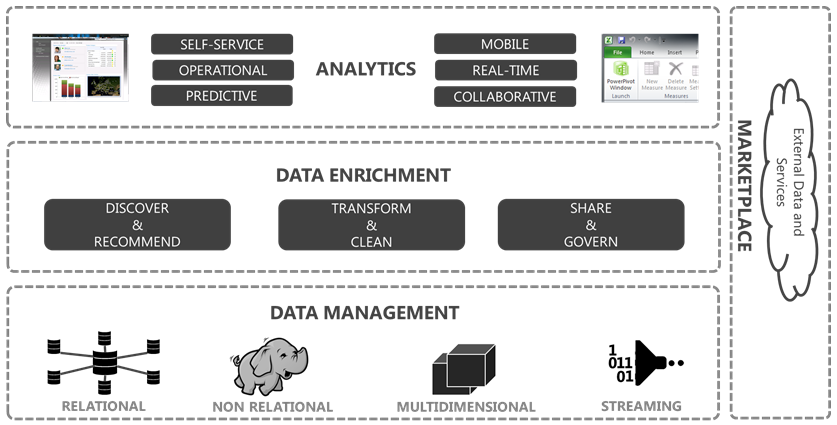 SELF-SERVICE
OPERATIONAL
PREDICTIVE
ANALYTICS
MOBILE
REAL-TIME
COLLABORATIVE
File Home Insert
PowerPivot
Window
New
Measure
Delete
Measure
Launch
Measures
DATA ENRICHMENT
DISCOVER
&
RECOMMEND
TRANSFORM
&
CLEAN
SHARE
&
GOVERN
DATA MANAGEMENT
1
011
01
RELATIONAL
NON RELATIONAL
MULTIDIMENSIONAL
STREAMING
MARKETPLACE
External Data and
Services